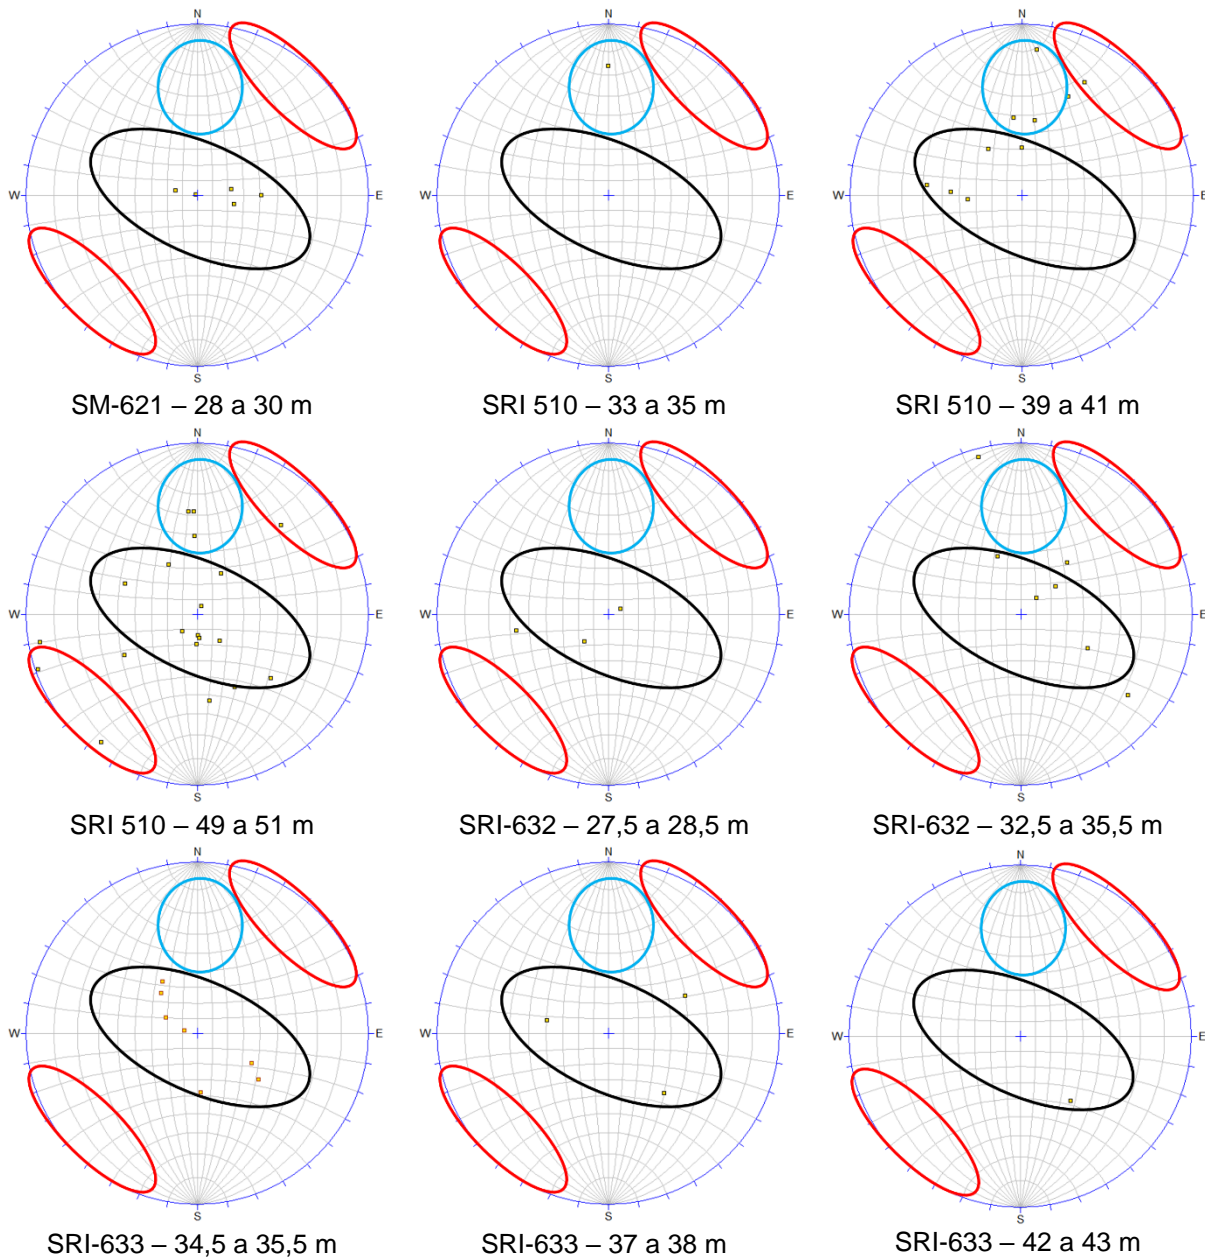 N N N
W E W E W E
S S S
SM-621 – 28 a 30 m SRI 510 – 33 a 35 m SRI 510 – 39 a 41 m
N N N
W E W E W E
S S S
SRI 510 – 49 a 51 m SRI-632 – 27,5 a 28,5 m SRI-632 – 32,5 a 35,5 m
N N N
W E W E W E
S S S
SRI-633 – 34,5 a 35,5 m SRI-633 – 37 a 38 m SRI-633 – 42 a 43 m